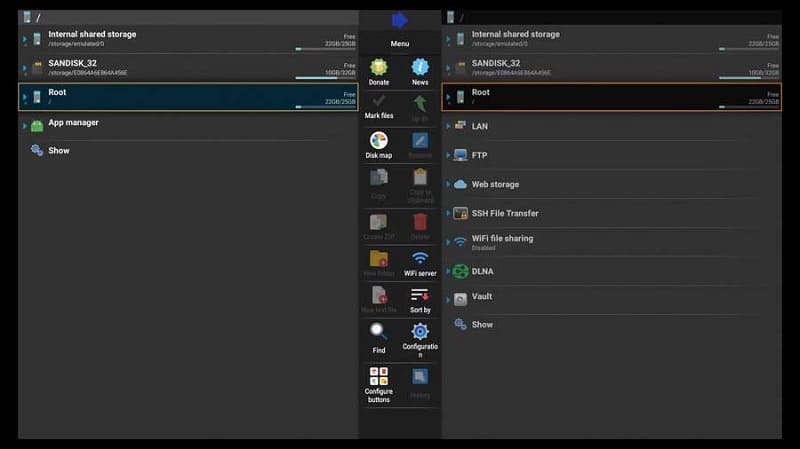 /
Internal shared storage
/storage/emulated/0
Free
22GB/25GB
SANDISK_32
/storage/E0864A6E864A456E
Free
10GB/32GB
Root
/
Free
22GB/25GB
App manager
Show
Menu
Donate
News
Mark files
Up dir
Disk map
Rename
Copy
Copy to
clipboard
Create ZIP
Delete
New folder
WiFi server
New text file
Sort by
Find
Configuratio
n
Configure
buttons
History
/
Internal shared storage
/storage/emulated/0
Free
22GB/25GB
SANDISK_32
/storage/E0864A6E864A456E
Free
10GB/32GB
Root
/
Free
22GB/25GB
LAN
FTP
Web storage
SSH File Transfer
WiFi file sharing
Disabled
DLNA
Vault
Show